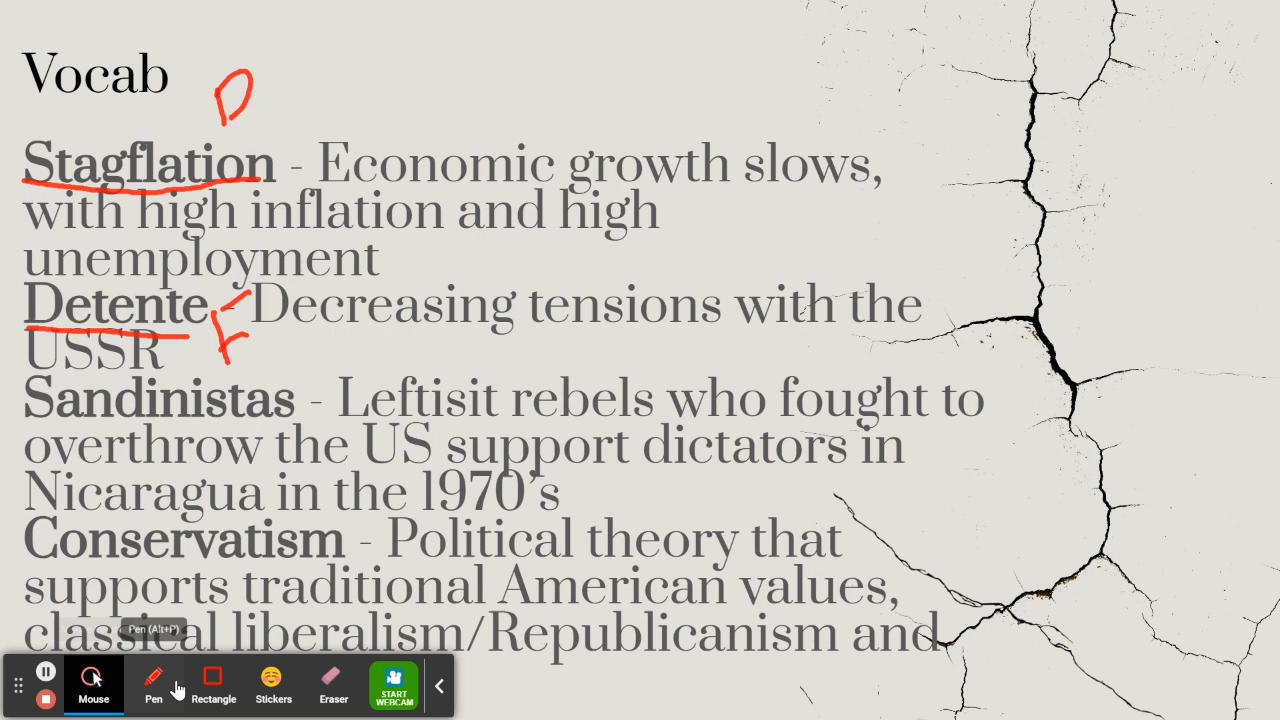 Vocab
D
Stagflation - Economic growth slows,
with high inflation and high
unemployment
Detente - Decreasing tensions with the
F
USSR
Sandinistas - Leftisit rebels who fought to
overthrow the US support dictators in
Nicaragua in the 1970's
Conservatism - Political theory that
supports traditional American values,
classical liberalism/Republicanism and
Pen (Alt+P)
Mouse Pen Rectangle Stickers Eraser START WEBCAM